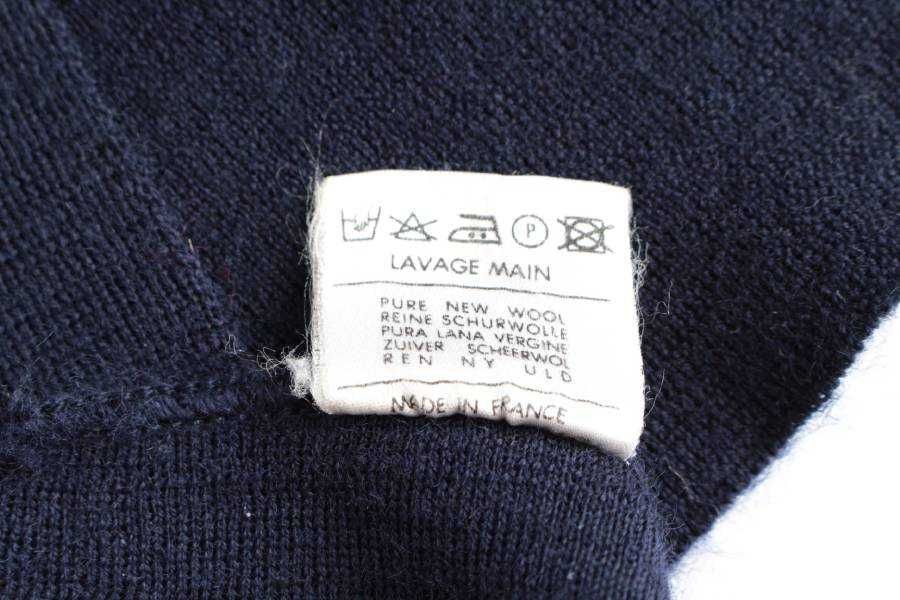 P
LAVAGE MAIN
PURE NEW WOOL
REINE SCHURWOLLE
PURA LANA VERGINE
ZUIVER SCHEERWOL
REN NY ULD
MADE IN FRANCE